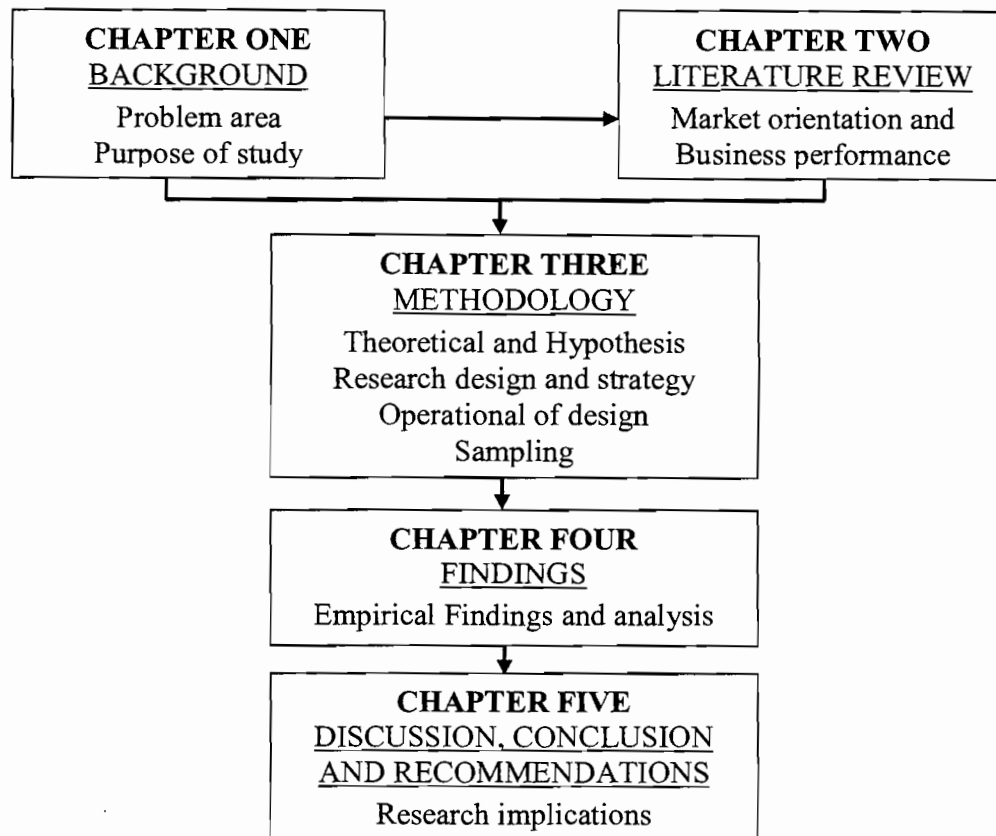 CHAPTER ONE
BACKGROUND
Problem area
Purpose of study
CHAPTER TWO
LITERATURE REVIEW
Market orientation and
Business performance
CHAPTER THREE
METHODOLOGY
Theoretical and Hypothesis
Research design and strategy
Operational of design
Sampling
CHAPTER FOUR
FINDINGS
Empirical Findings and analysis
CHAPTER FIVE
DISCUSSION, CONCLUSION
AND RECOMMENDATIONS
Research implications